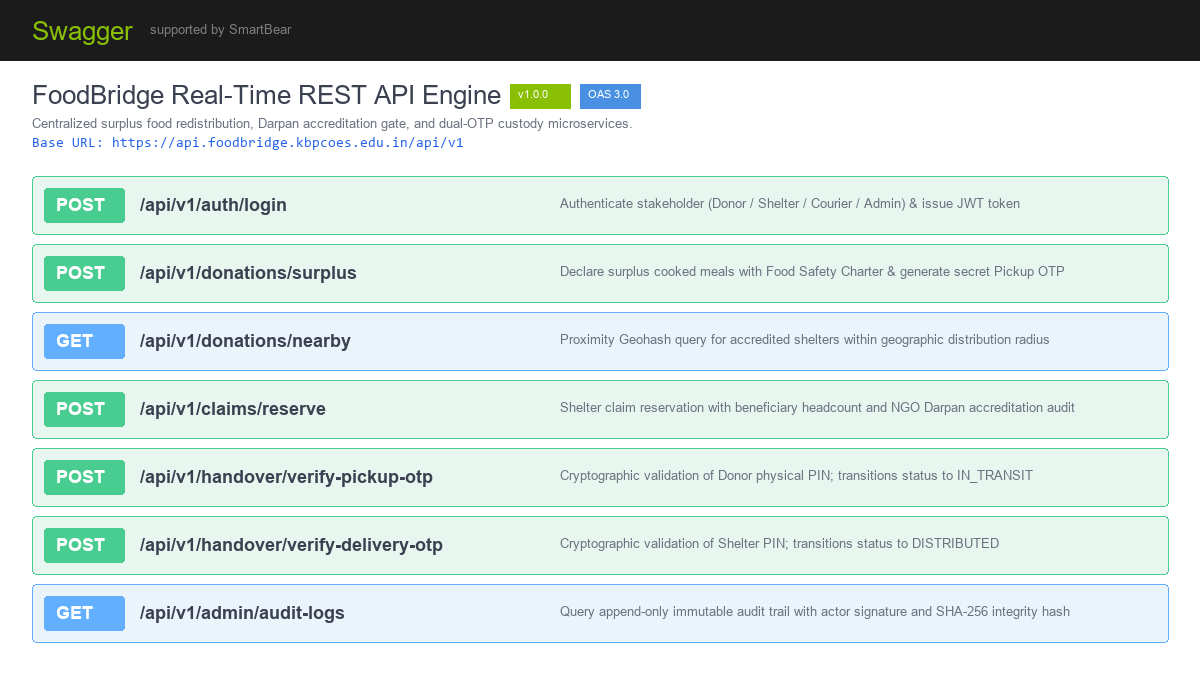 Swagger supported by SmartBear
FoodBridge Real-Time REST API Engine v1.0.0 OAS 3.0
Centralized surplus food redistribution, Darpan accreditation gate, and dual-OTP custody microservices.
Base URL: https://api.foodbridge.kbpcoes.edu.in/api/v1
POST /api/v1/auth/login Authenticate stakeholder (Donor / Shelter / Courier / Admin) & issue JWT token
POST /api/v1/donations/surplus Declare surplus cooked meals with Food Safety Charter & generate secret Pickup OTP
GET /api/v1/donations/nearby Proximity Geohash query for accredited shelters within geographic distribution radius
POST /api/v1/claims/reserve Shelter claim reservation with beneficiary headcount and NGO Darpan accreditation audit
POST /api/v1/handover/verify-pickup-otp Cryptographic validation of Donor physical PIN; transitions status to IN_TRANSIT
POST /api/v1/handover/verify-delivery-otp Cryptographic validation of Shelter PIN; transitions status to DISTRIBUTED
GET /api/v1/admin/audit-logs Query append-only immutable audit trail with actor signature and SHA-256 integrity hash